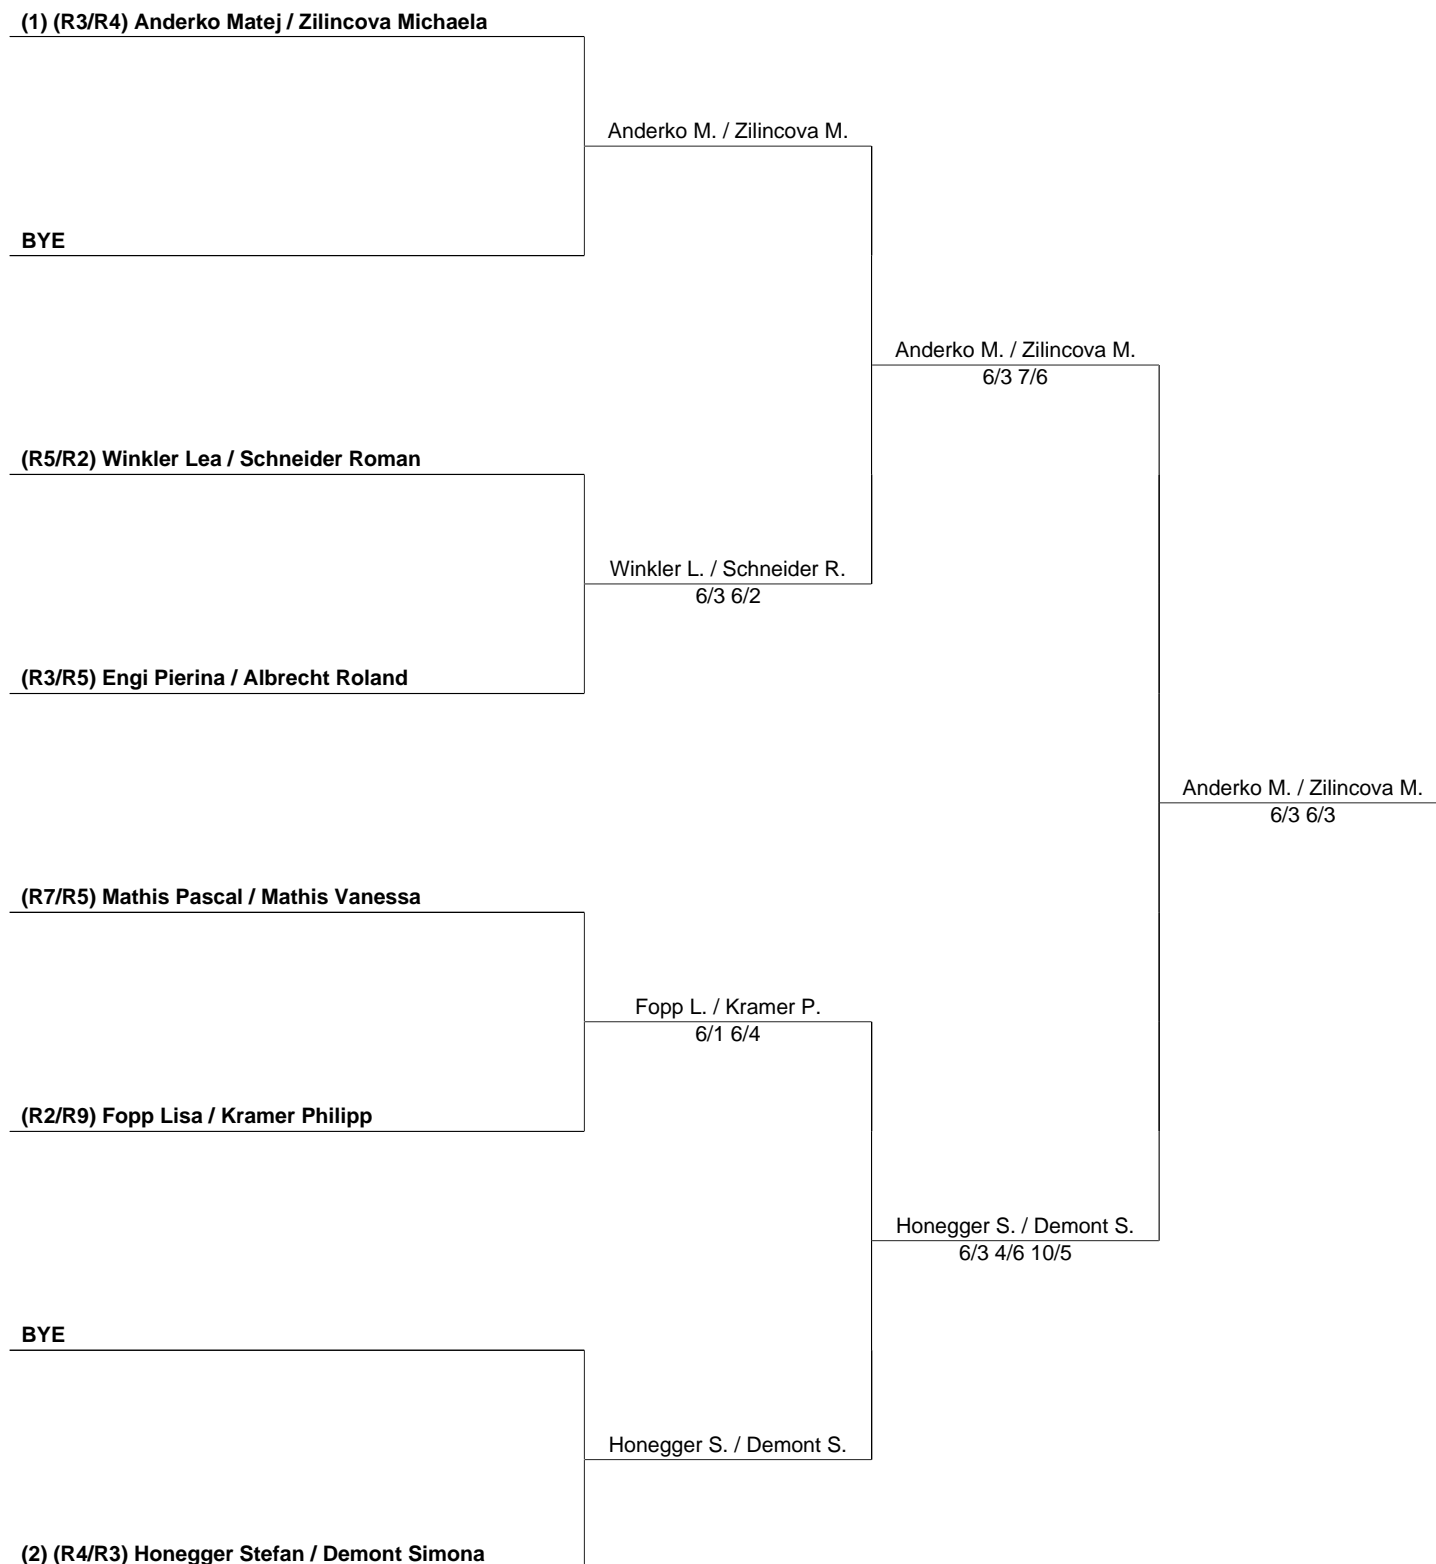 (1) (R3/R4) Anderko Matej / Zilincova Michaela
Anderko M. / Zilincova M.
BYE
Anderko M. / Zilincova M.
6/3 7/6
(R5/R2) Winkler Lea / Schneider Roman
Winkler L. / Schneider R.
6/3 6/2
(R3/R5) Engi Pierina / Albrecht Roland
Anderko M. / Zilincova M.
6/3 6/3
(R7/R5) Mathis Pascal / Mathis Vanessa
Fopp L. / Kramer P.
6/1 6/4
(R2/R9) Fopp Lisa / Kramer Philipp
Honegger S. / Demont S.
6/3 4/6 10/5
BYE
Honegger S. / Demont S.
(2) (R4/R3) Honegger Stefan / Demont Simona